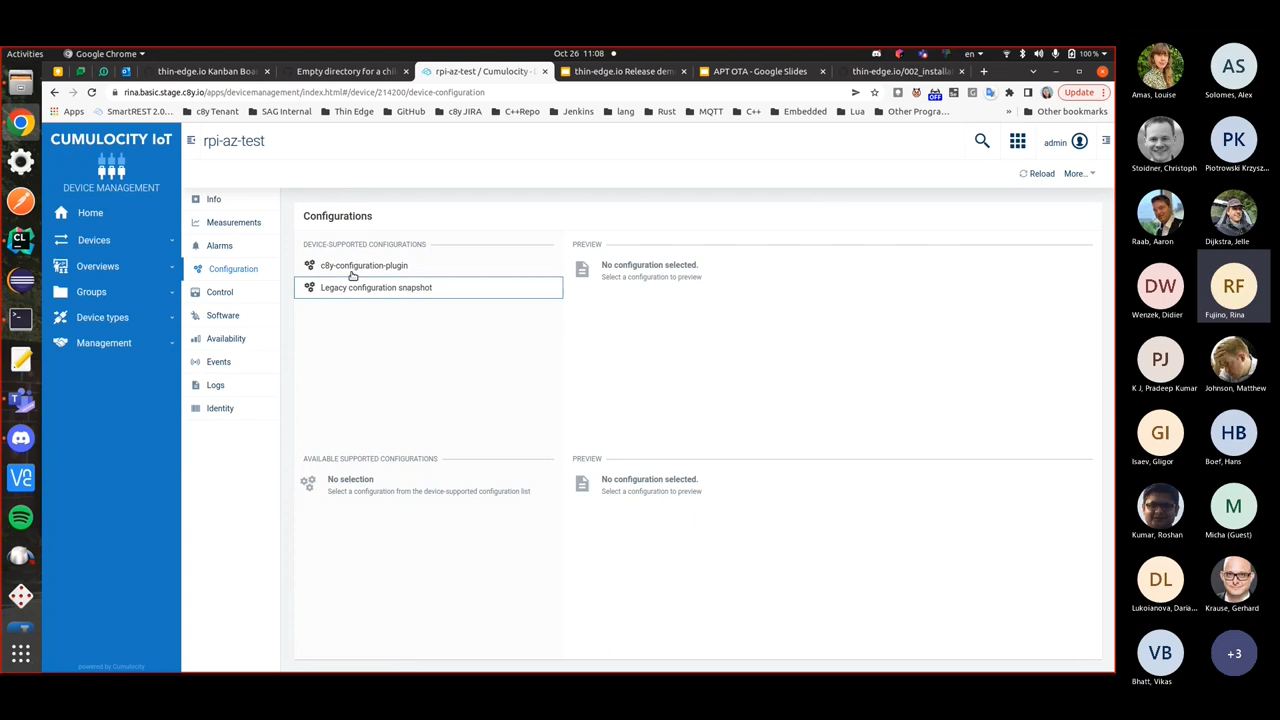 Activities
Google Chrome
Oct 26 11:08
en
100 %
thin-edge.io Kanban Boa
Empty directory for a chi
rpi-az-test / Cumulocity
thin-edge.io Release dem
APT OTA - Google Slides
thin-edge.io/002_installa
rina.basic.stage.c8y.io/apps/devicemanagement/index.html#/device/214200/device-configuration
OFF
Update
Apps
SmartREST 2.0...
c8y Tenant
SAG Internal
Thin Edge
GitHub
c8y JIRA
C++Repo
Jenkins
lang
Rust
MQTT
C++
Embedded
Lua
Other Progra...
»
Other bookmarks
CUMULOCITY IoT
DEVICE MANAGEMENT
Home
Devices
Overviews
Groups
Device types
Management
powered by Cumulocity
rpi-az-test
admin
Reload
More...
Info
Measurements
Alarms
Configuration
Control
Software
Availability
Events
Logs
Identity
Configurations
DEVICE-SUPPORTED CONFIGURATIONS
c8y-configuration-plugin
Legacy configuration snapshot
PREVIEW
No configuration selected.
Select a configuration to preview
AVAILABLE SUPPORTED CONFIGURATIONS
No selection
Select a configuration from the device-supported configuration list
PREVIEW
No configuration selected.
Select a configuration to preview
Amas, Louise
AS
Solomes, Alex
Stoidner, Christoph
PK
Piotrowski Krzysz...
Raab, Aaron
Dijkstra, Jelle
DW
Wenzek, Didier
RF
Fujino, Rina
PJ
K J, Pradeep Kumar
Johnson, Matthew
GI
Isaev, Gligor
HB
Boef, Hans
Kumar, Roshan
M
Micha (Guest)
DL
Lukoianova, Daria...
Krause, Gerhard
VB
Bhatt, Vikas
+3